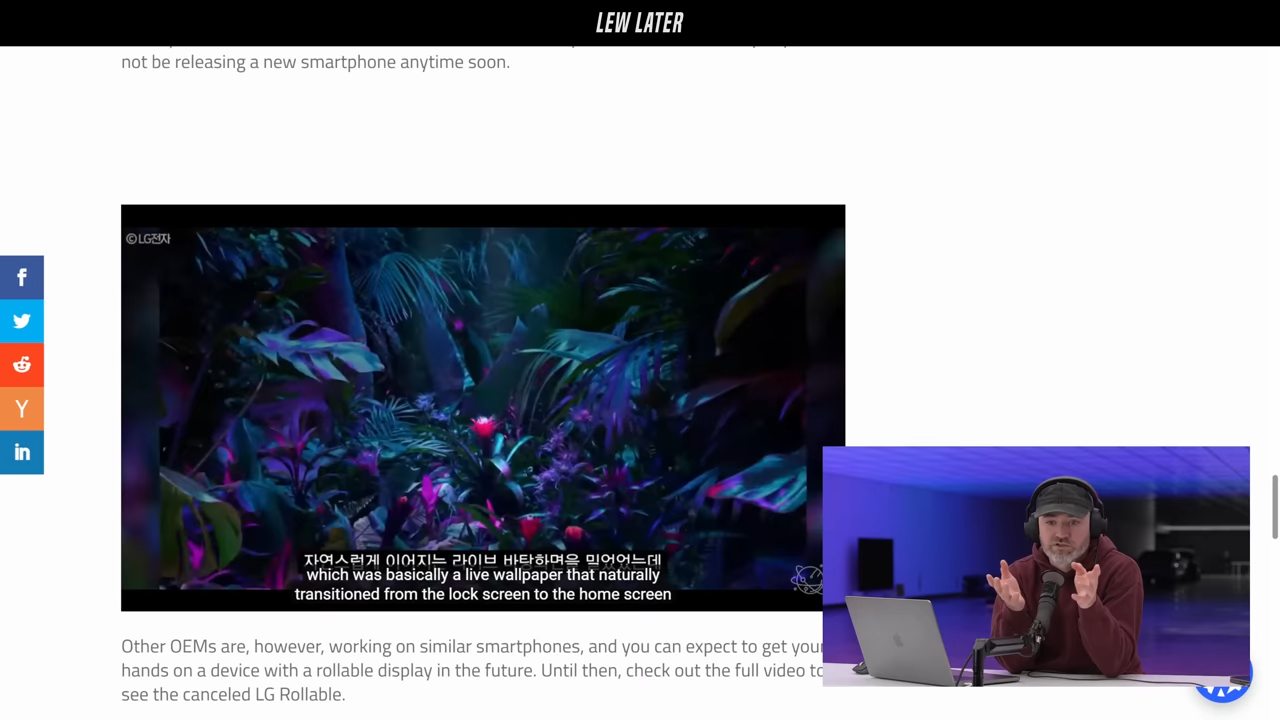 LEW LATER
not be releasing a new smartphone anytime soon.
©LG전자
f
Y
in
자연스럽게 이어지는 라이브 바탕화면을 밀었었는데
which was basically a live wallpaper that naturally
transitioned from the lock screen to the home screen
Other OEMs are, however, working on similar smartphones, and you can expect to get your
hands on a device with a rollable display in the future. Until then, check out the full video to
see the canceled LG Rollable.